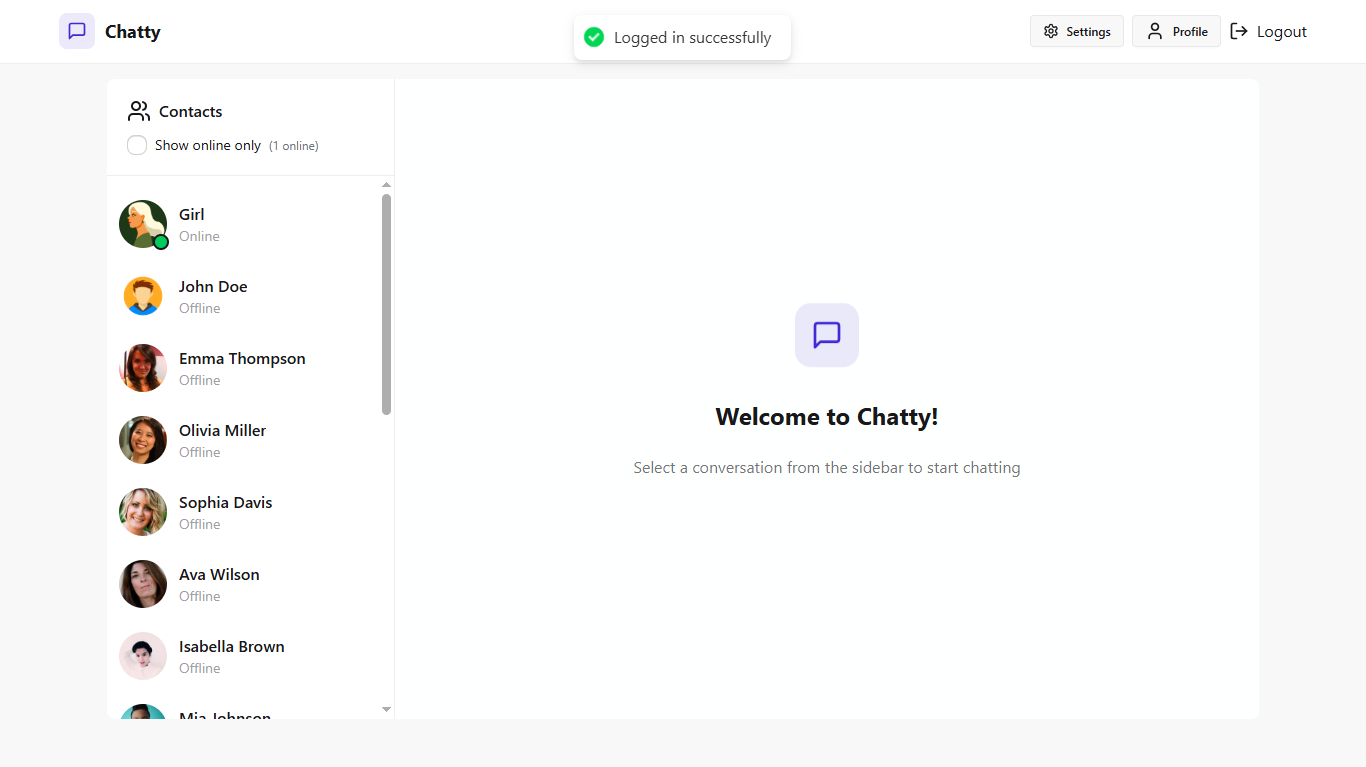 Chatty
Logged in successfully
Settings
Profile
Logout
Contacts
Show online only (1 online)
Girl
Online
John Doe
Offline
Emma Thompson
Offline
Olivia Miller
Offline
Sophia Davis
Offline
Ava Wilson
Offline
Isabella Brown
Offline
Mia Johnson
Welcome to Chatty!
Select a conversation from the sidebar to start chatting